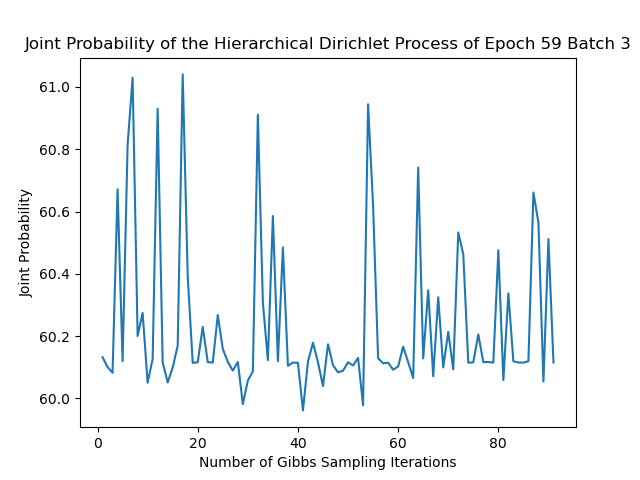 Joint Probability of the Hierarchical Dirichlet Process of Epoch 59 Batch 3
61.0
60.8
60.6
60.4
60.2
60.0
Joint Probability
0 20 40 60 80
Number of Gibbs Sampling Iterations